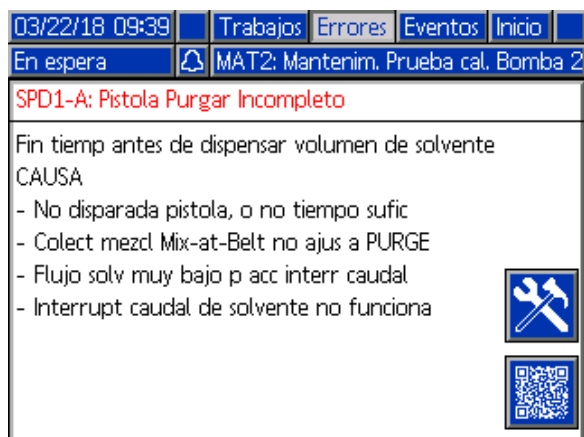 03/22/18 09:39 Trabajos Errores Eventos Inicio
En espera MAT2: Mantenim. Prueba cal. Bomba 2
SPD1-A: Pistola Purgar Incompleto
Fin tiemp antes de dispensar volumen de solvente
CAUSA
- No disparada pistola, o no tiempo sufic
- Colect mezcl Mix-at-Belt no ajus a PURGE
- Flujo solv muy bajo p acc interr caudal
- Interrupt caudal de solvente no funciona